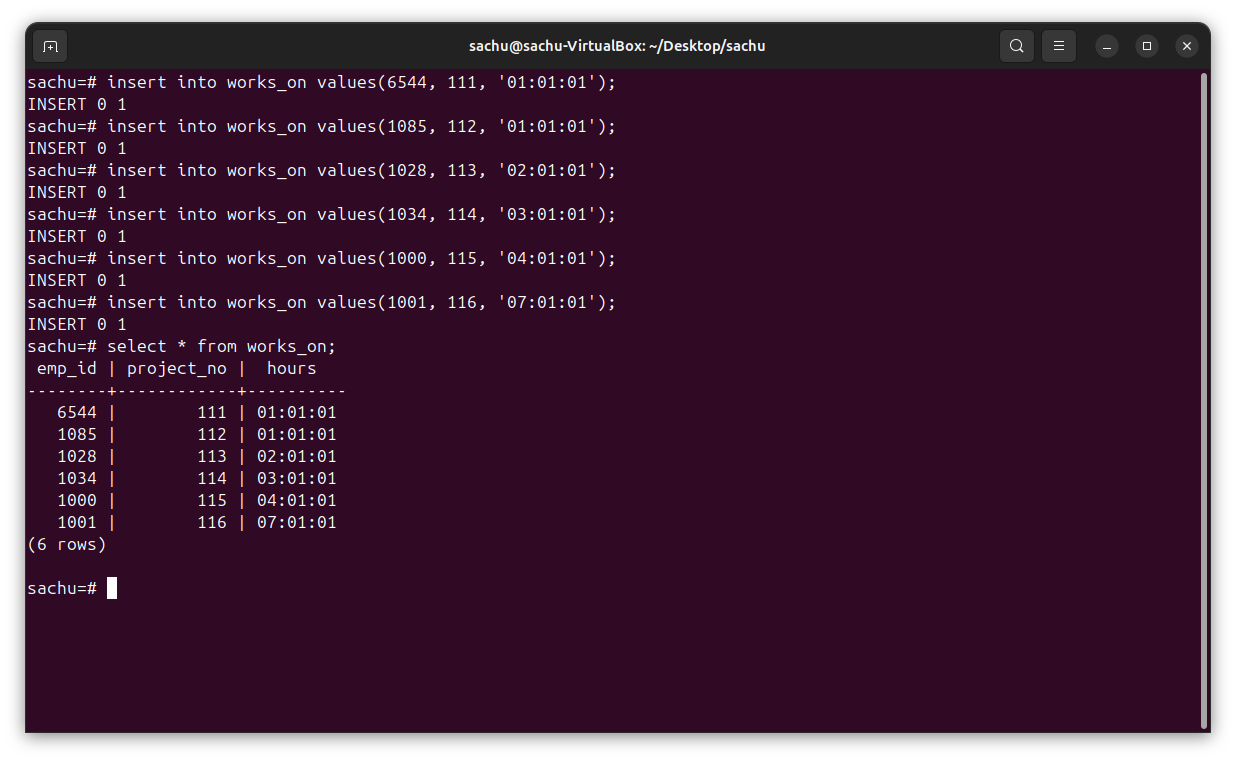 sachu@sachu-VirtualBox: ~/Desktop/sachu
sachu=# insert into works_on values(6544, 111, '01:01:01');
INSERT 0 1
sachu=# insert into works_on values(1085, 112, '01:01:01');
INSERT 0 1
sachu=# insert into works_on values(1028, 113, '02:01:01');
INSERT 0 1
sachu=# insert into works_on values(1034, 114, '03:01:01');
INSERT 0 1
sachu=# insert into works_on values(1000, 115, '04:01:01');
INSERT 0 1
sachu=# insert into works_on values(1001, 116, '07:01:01');
INSERT 0 1
sachu=# select * from works_on;
 emp_id | project_no |  hours
--------+------------+----------
   6544 |        111 | 01:01:01
   1085 |        112 | 01:01:01
   1028 |        113 | 02:01:01
   1034 |        114 | 03:01:01
   1000 |        115 | 04:01:01
   1001 |        116 | 07:01:01
(6 rows)
sachu=#